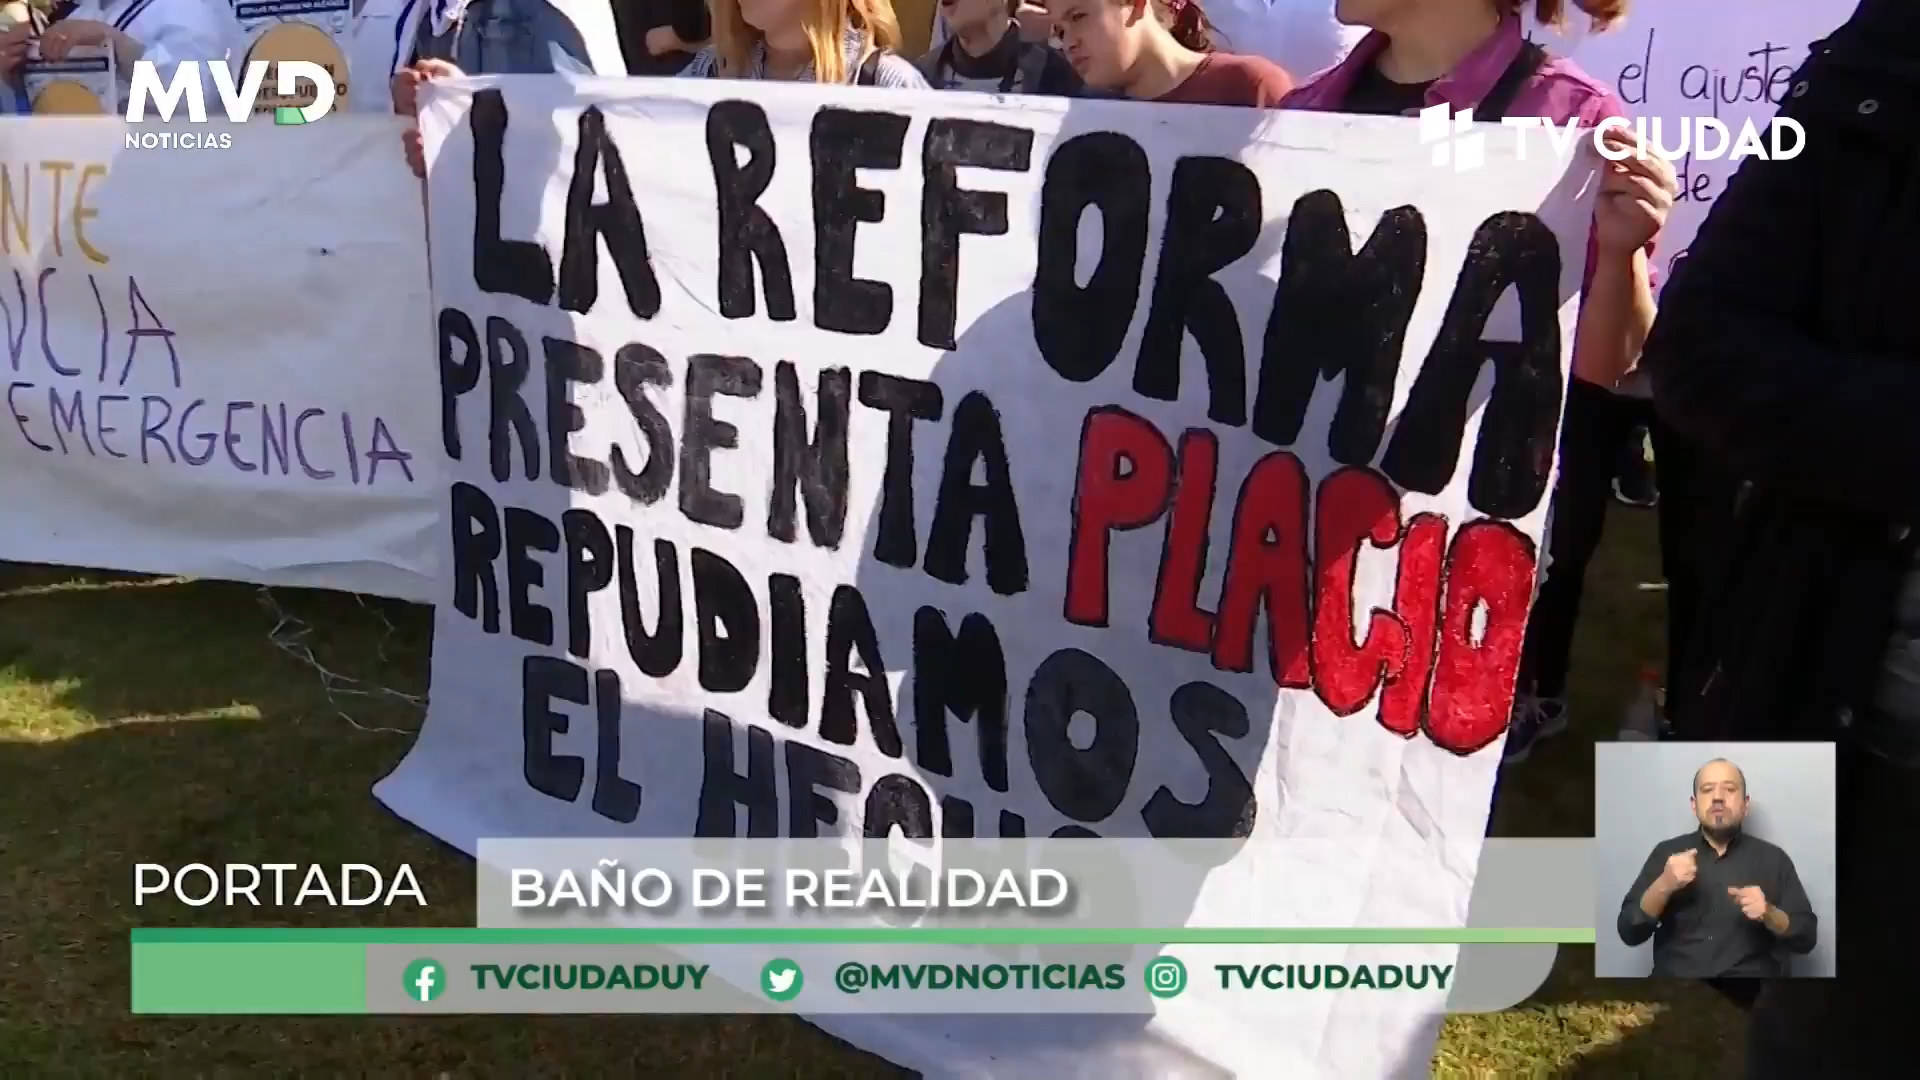 MVD
NOTICIAS
TV CIUDAD
el ajuste
de
NTE
NCIA
EMERGENCIA
LA REFORMA
PRESENTA PLAGIO
REPUDIAMOS
EL HECHO
PORTADA
BAÑO DE REALIDAD
TVCIUDADUY
@MVDNOTICIAS
TVCIUDADUY